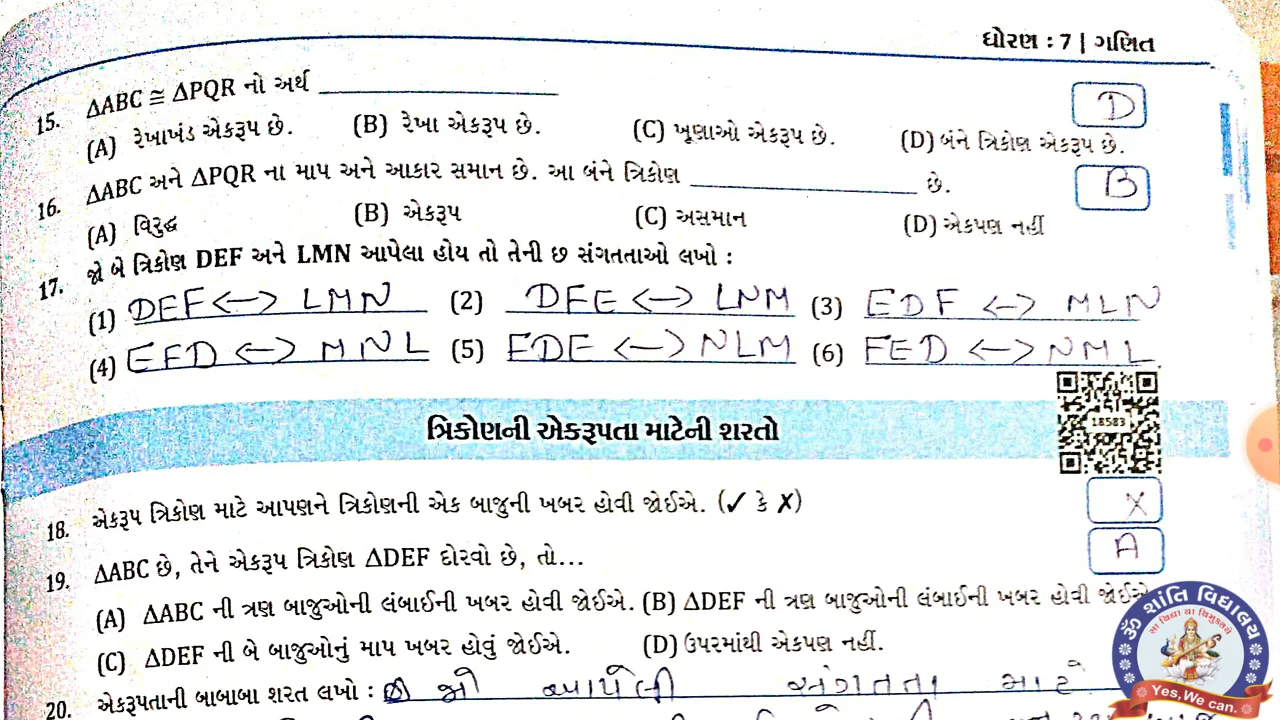 ધોરણ : 7 | ગણિત
15. ΔABC ≅ ΔPQR નો અર્થ ____________ D
(A) રેખાખંડ એકરૂપ છે. (B) રેખા એકરૂપ છે. (C) ખૂણાઓ એકરૂપ છે. (D) બંને ત્રિકોણ એકરૂપ છે.
16. ΔABC અને ΔPQR ના માપ અને આકાર સમાન છે. આ બંને ત્રિકોણ ____________ છે. B
(A) વિરુદ્ધ (B) એકરૂપ (C) અસમાન (D) એકપણ નહીં
17. જો બે ત્રિકોણ DEF અને LMN આપેલા હોય તો તેની છ સંગતતાઓ લખો :
(1) DEF <-> LMN (2) DFE <-> LNM (3) EDF <-> MLN
(4) EFD <-> MNL (5) FDE <-> NLM (6) FED <-> NML
18583
ત્રિકોણની એકરૂપતા માટેની શરતો
18. એકરૂપ ત્રિકોણ માટે આપણને ત્રિકોણની એક બાજુની ખબર હોવી જોઈએ. (✓ કે ✗) X
19. ΔABC છે, તેને એકરૂપ ત્રિકોણ ΔDEF દોરવો છે, તો... A
(A) ΔABC ની ત્રણ બાજુઓની લંબાઈની ખબર હોવી જોઈએ. (B) ΔDEF ની ત્રણ બાજુઓની લંબાઈની ખબર હોવી જોઈએ
(C) ΔDEF ની બે બાજુઓનું માપ ખબર હોવું જોઈએ. (D) ઉપરમાંથી એકપણ નહીં.
20. એકરૂપતાની બાબાબા શરત લખો : જો આપેલી સંગતતા માટે
ૐ શાંતિ વિદ્યાલય
सा विद्या या विमुक्तये
Yes, We can.